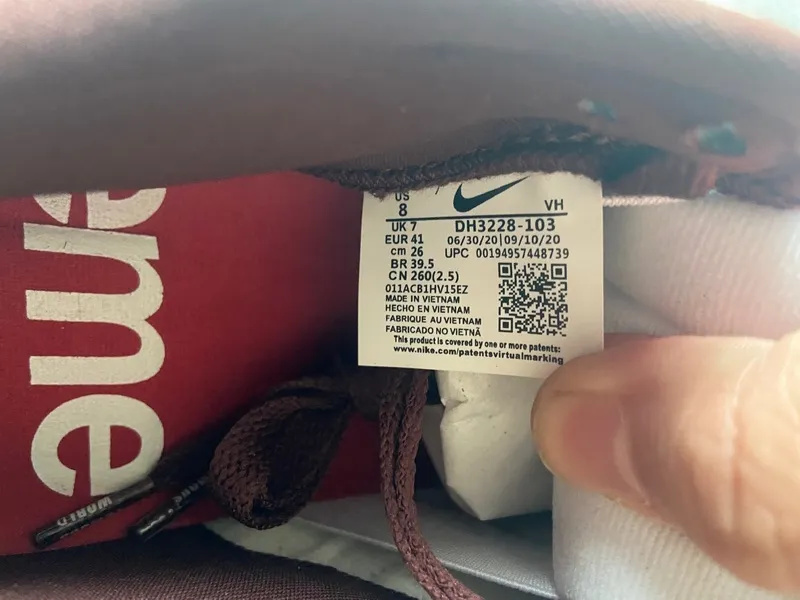 US
8
VH
UK 7
DH3228-103
EUR 41
06/30/20|09/10/20
cm 26
UPC 00194957448739
BR 39.5
CN 260(2.5)
011ACB1HV15EZ
MADE IN VIETNAM
HECHO EN VIETNAM
FABRIQUE AU VIETNAM
FABRICADO NO VIETNÃ
This product is covered by one or more patents:
www.nike.com/patentsvirtualmarking
eme
WORLD